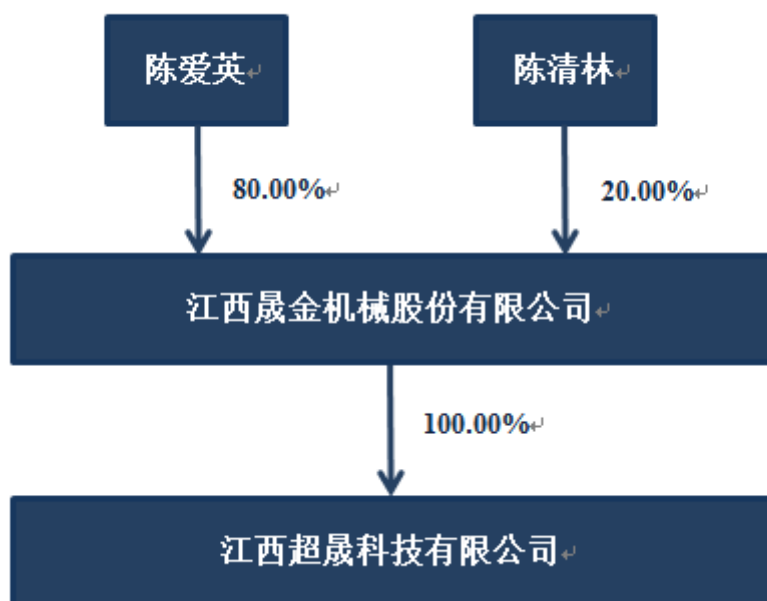 陈爱英
陈清林
80.00%
20.00%
江西晟金机械股份有限公司
100.00%
江西超晟科技有限公司